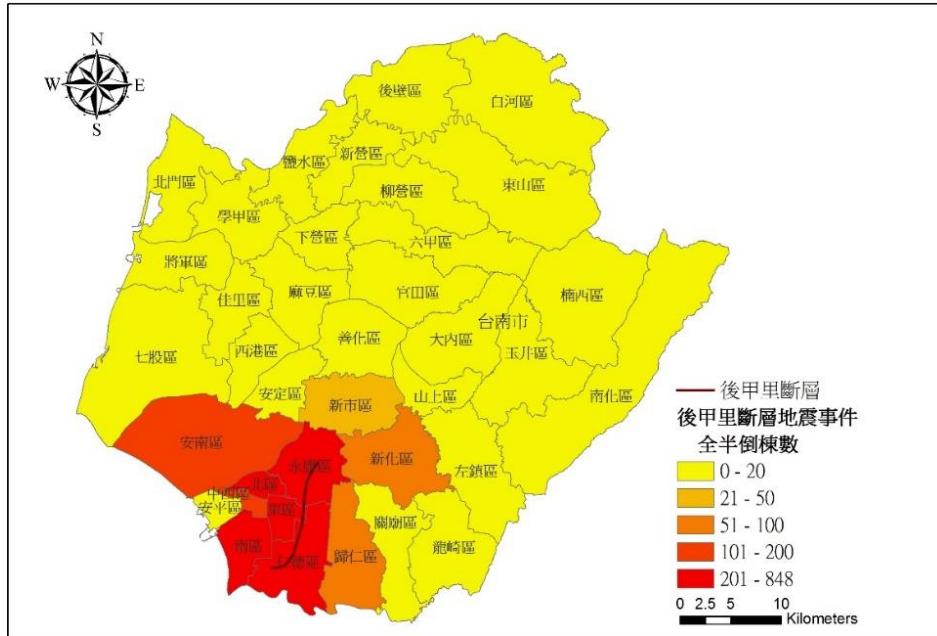 N
W E
S
後壁區
白河區
鹽水區
新營區
北門區
柳營區
東山區
學甲區
下營區
六甲區
將軍區
佳里區
麻豆區
官田區
楠西區
台南市
七股區
西港區
善化區
大內區
玉井區
安定區
新市區
山上區
南化區
安南區
永康區
新化區
左鎮區
中西區
北區
安平區
東區
關廟區
龍崎區
南區
仁德區
歸仁區
後甲里斷層
後甲里斷層地震事件
全半倒棟數
0 - 20
21 - 50
51 - 100
101 - 200
201 - 848
0 2.5 5 10
Kilometers